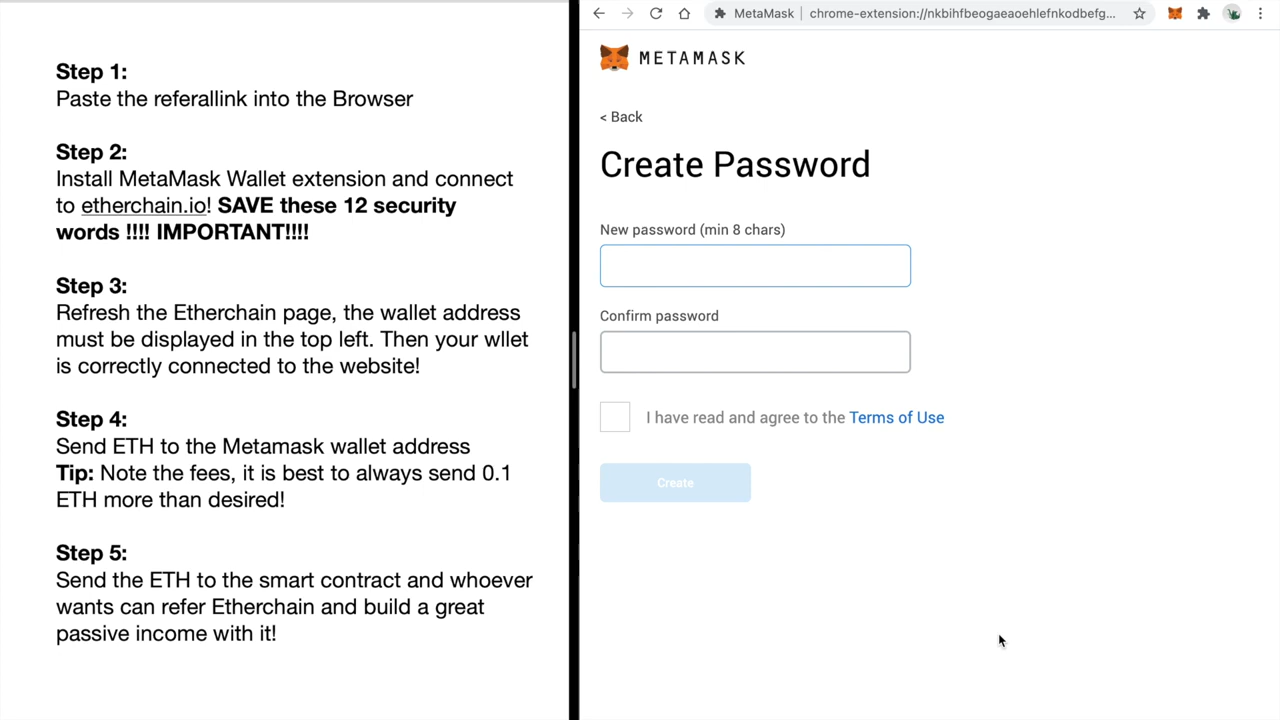 Step 1:
Paste the referallink into the Browser
Step 2:
Install MetaMask Wallet extension and connect
to etherchain.io! SAVE these 12 security
words !!!! IMPORTANT!!!!
Step 3:
Refresh the Etherchain page, the wallet address
must be displayed in the top left. Then your wllet
is correctly connected to the website!
Step 4:
Send ETH to the Metamask wallet address
Tip: Note the fees, it is best to always send 0.1
ETH more than desired!
Step 5:
Send the ETH to the smart contract and whoever
wants can refer Etherchain and build a great
passive income with it!
MetaMask | chrome-extension://nkbihfbeogaeaoehlefnkodbefg...
METAMASK
< Back
Create Password
New password (min 8 chars)
Confirm password
I have read and agree to the Terms of Use
Create